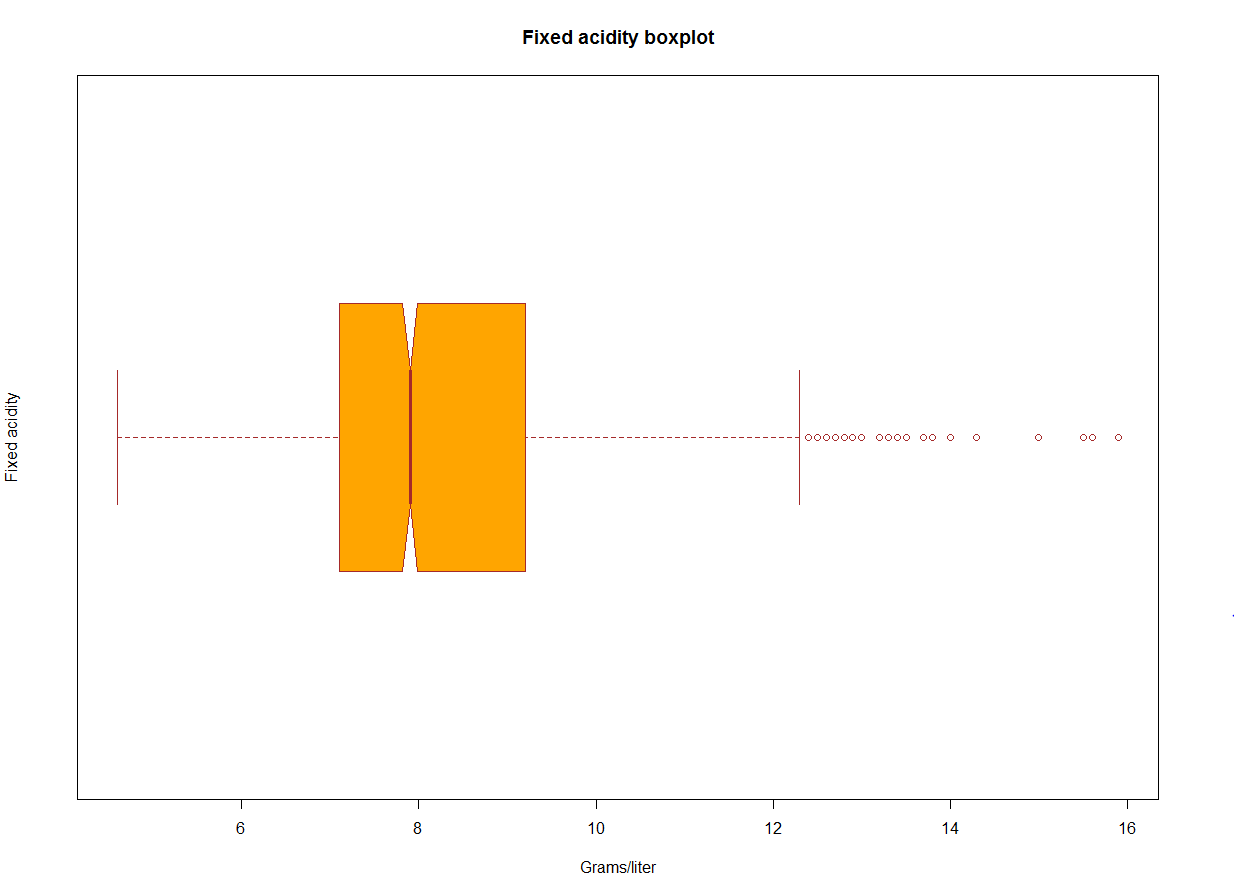 Fixed acidity boxplot
Fixed acidity
6 8 10 12 14 16
Grams/liter